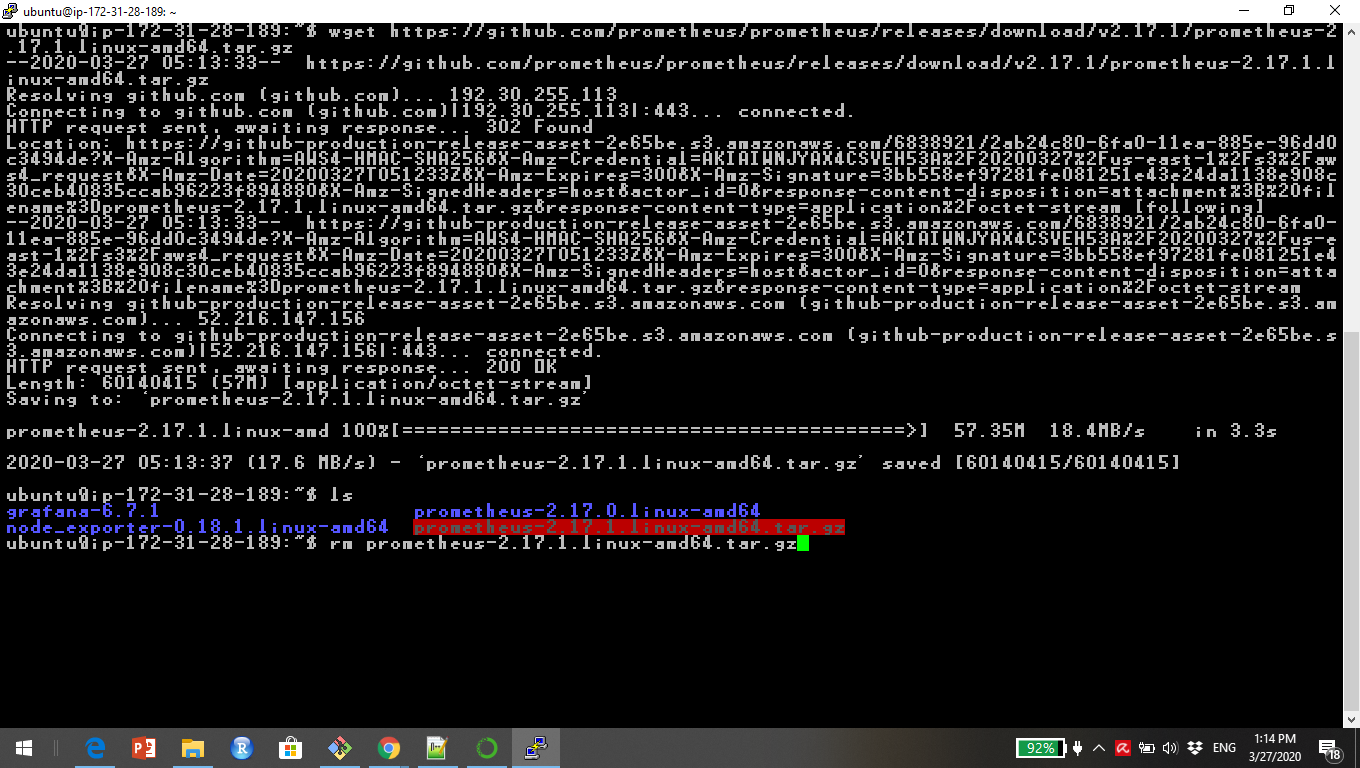 ubuntu@ip-172-31-28-189: ~
ubuntu@ip-172-31-28-189:~$ wget https://github.com/prometheus/prometheus/releases/download/v2.17.1/prometheus-2
.17.1.linux-amd64.tar.gz
--2020-03-27 05:13:33--  https://github.com/prometheus/prometheus/releases/download/v2.17.1/prometheus-2.17.1.l
inux-amd64.tar.gz
Resolving github.com (github.com)... 192.30.255.113
Connecting to github.com (github.com)|192.30.255.113|:443... connected.
HTTP request sent, awaiting response... 302 Found
Location: https://github-production-release-asset-2e65be.s3.amazonaws.com/6838921/2ab24c80-6fa0-11ea-885e-96dd0
c3494de?X-Amz-Algorithm=AWS4-HMAC-SHA256&X-Amz-Credential=AKIAIWNJYAX4CSVEH53A%2F20200327%2Fus-east-1%2Fs3%2Faw
s4_request&X-Amz-Date=20200327T051233Z&X-Amz-Expires=300&X-Amz-Signature=3bb558ef97281fe081251e43e24da1138e908c
30ceb40835ccab96223f894880&X-Amz-SignedHeaders=host&actor_id=0&response-content-disposition=attachment%3B%20fil
ename%3Dprometheus-2.17.1.linux-amd64.tar.gz&response-content-type=application%2Foctet-stream [following]
--2020-03-27 05:13:33--  https://github-production-release-asset-2e65be.s3.amazonaws.com/6838921/2ab24c80-6fa0-
11ea-885e-96dd0c3494de?X-Amz-Algorithm=AWS4-HMAC-SHA256&X-Amz-Credential=AKIAIWNJYAX4CSVEH53A%2F20200327%2Fus-e
ast-1%2Fs3%2Faws4_request&X-Amz-Date=20200327T051233Z&X-Amz-Expires=300&X-Amz-Signature=3bb558ef97281fe081251e4
3e24da1138e908c30ceb40835ccab96223f894880&X-Amz-SignedHeaders=host&actor_id=0&response-content-disposition=atta
chment%3B%20filename%3Dprometheus-2.17.1.linux-amd64.tar.gz&response-content-type=application%2Foctet-stream
Resolving github-production-release-asset-2e65be.s3.amazonaws.com (github-production-release-asset-2e65be.s3.am
azonaws.com)... 52.216.147.156
Connecting to github-production-release-asset-2e65be.s3.amazonaws.com (github-production-release-asset-2e65be.s
3.amazonaws.com)|52.216.147.156|:443... connected.
HTTP request sent, awaiting response... 200 OK
Length: 60140415 (57M) [application/octet-stream]
Saving to: ‘prometheus-2.17.1.linux-amd64.tar.gz’
prometheus-2.17.1.linux-amd 100%[==========================================>]  57.35M  18.4MB/s    in 3.3s
2020-03-27 05:13:37 (17.6 MB/s) - ‘prometheus-2.17.1.linux-amd64.tar.gz’ saved [60140415/60140415]
ubuntu@ip-172-31-28-189:~$ ls
grafana-6.7.1                     prometheus-2.17.0.linux-amd64
node_exporter-0.18.1.linux-amd64  prometheus-2.17.1.linux-amd64.tar.gz
ubuntu@ip-172-31-28-189:~$ rm prometheus-2.17.1.linux-amd64.tar.gz
92% ENG 1:14 PM
3/27/2020
18